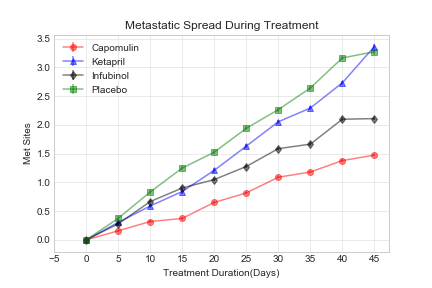 Metastatic Spread During Treatment
Met Sites
3.5
3.0
2.5
2.0
1.5
1.0
0.5
0.0
Capomulin
Ketapril
Infubinol
Placebo
−5 0 5 10 15 20 25 30 35 40 45
Treatment Duration(Days)